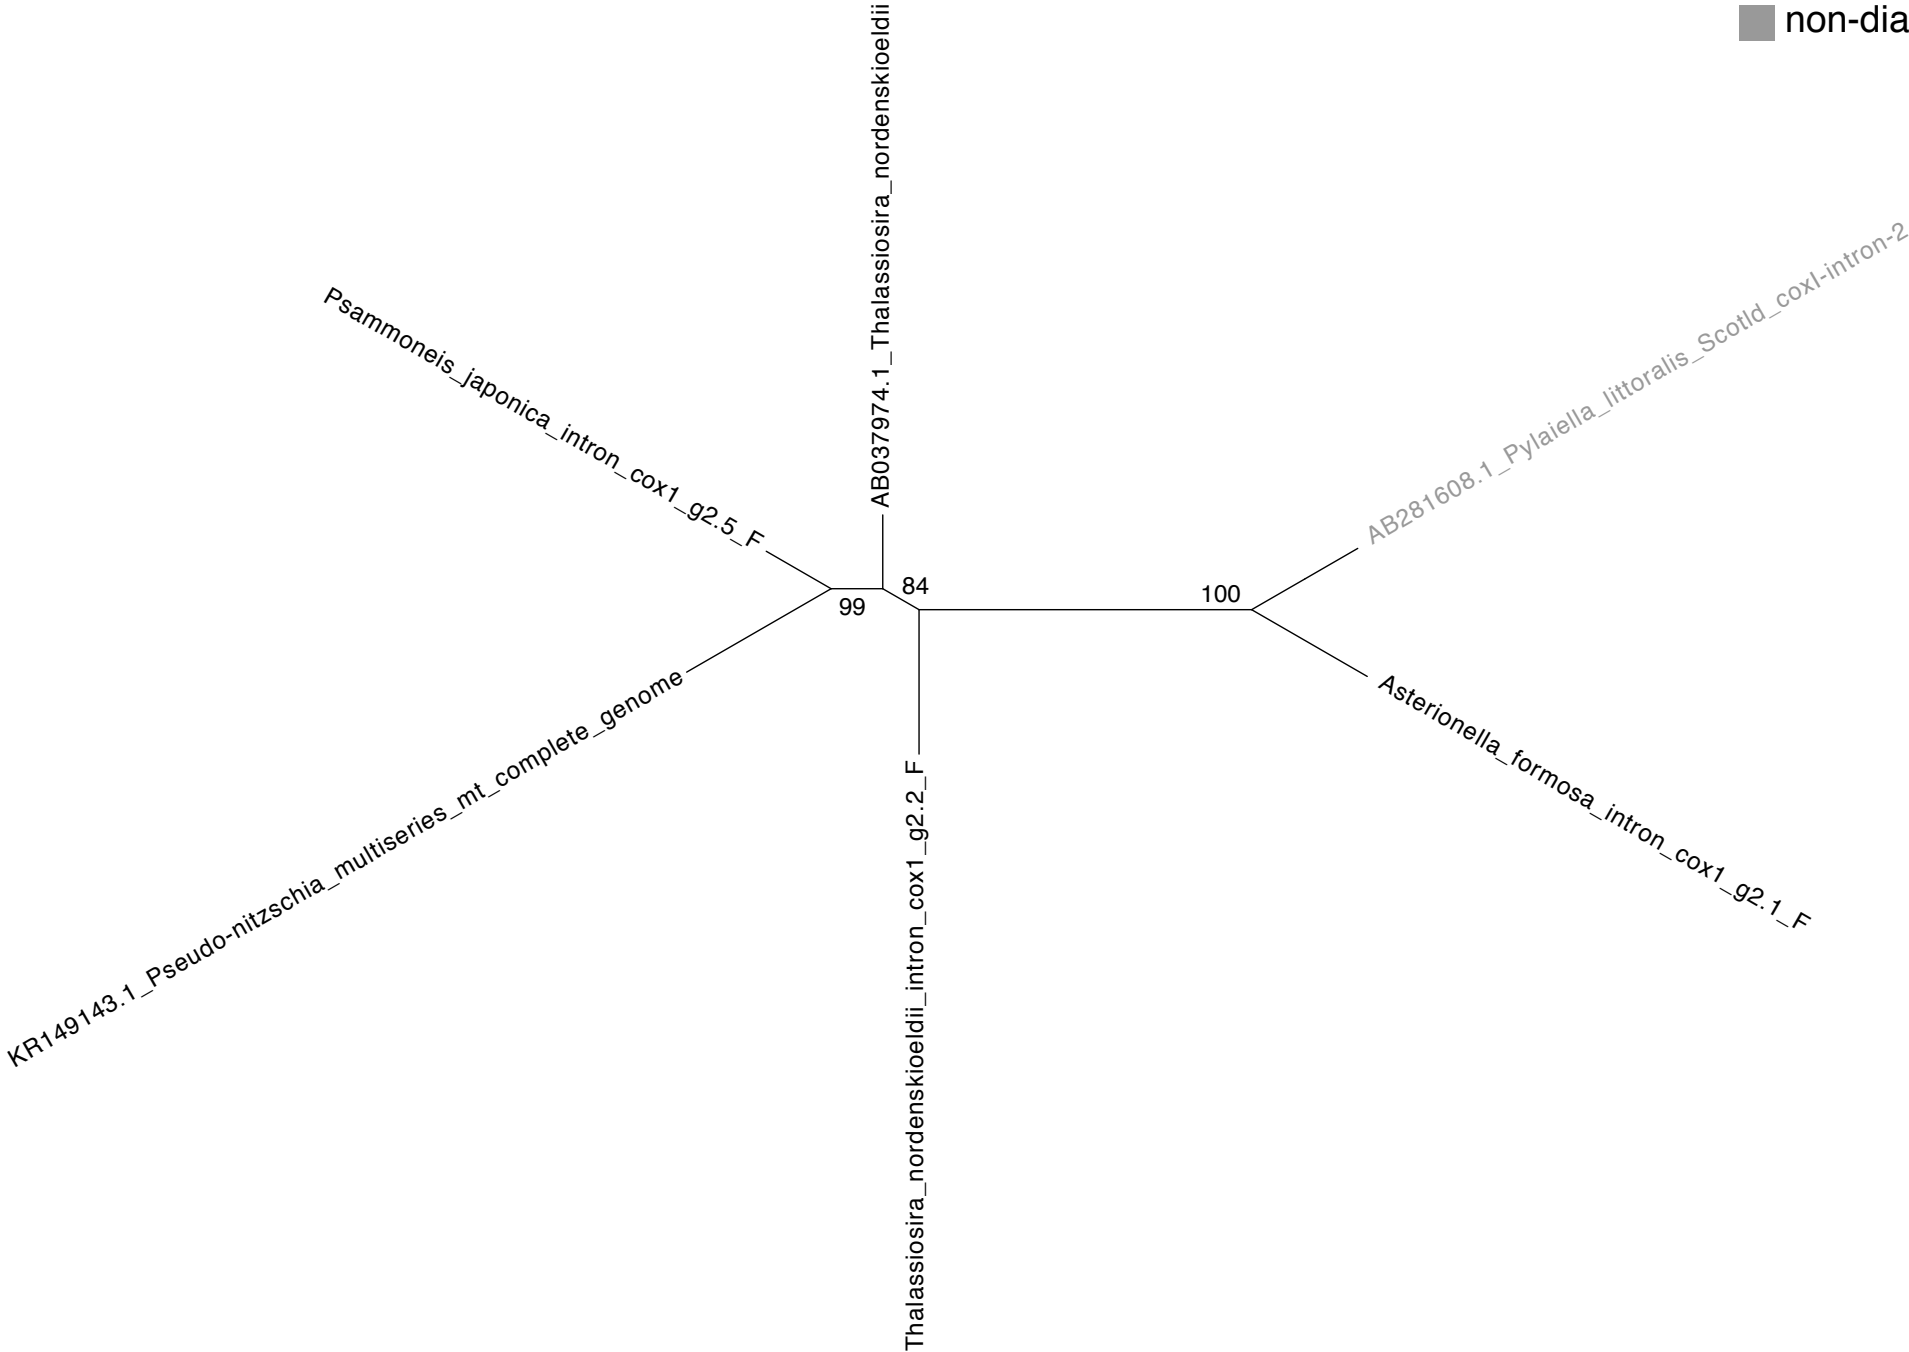 non-dia
AB037974.1_Thalassiosira_nordenskioeldii
AB281608.1_Pylaiella_littoralis_Scotld_coxI-intron-2
Psammoneis_japonica_intron_cox1_g2.5_F
84
100
99
KR149143.1_Pseudo-nitzschia_multiseries_mt_complete_genome
Asterionella_formosa_intron_cox1_g2.1_F
Thalassiosira_nordenskioeldii_intron_cox1_g2.2_F